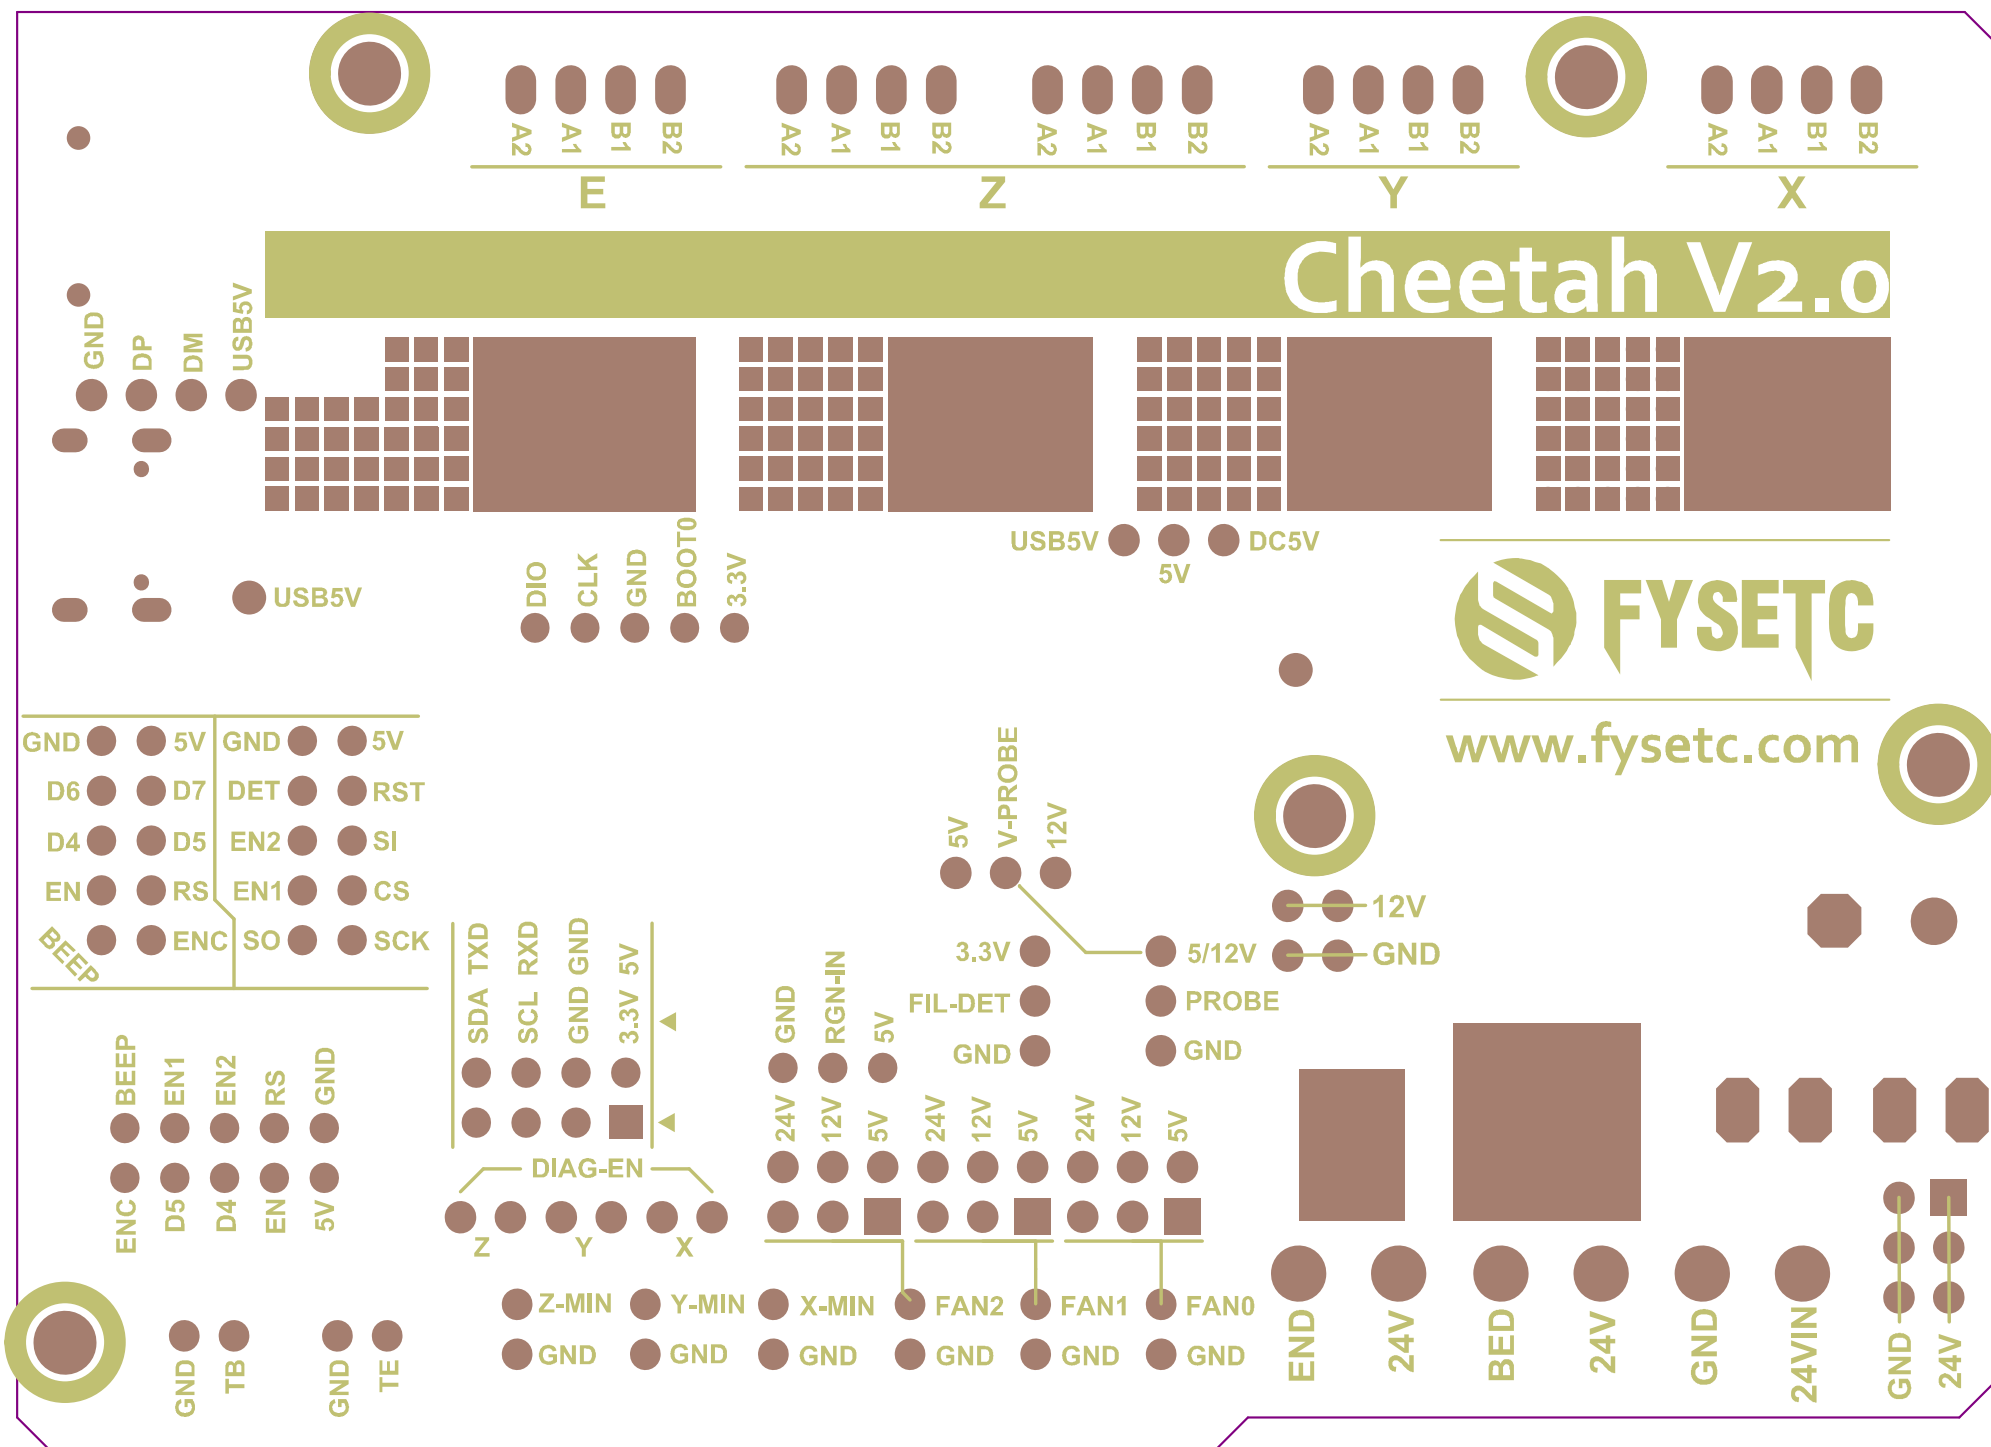 A2 A1 B1 B2
A2 A1 B1 B2
A2 A1 B1 B2
A2 A1 B1 B2
A2 A1 B1 B2
E
Z
Y
X
Cheetah V2.0
GND
DP
DM
USB5V
USB5V
DIO
CLK
GND
BOOT0
3.3V
USB5V
5V
DC5V
FYSETC
www.fysetc.com
GND 5V GND 5V
D6 D7 DET RST
D4 D5 EN2 SI
EN RS EN1 CS
BEEP ENC SO SCK
5V
V-PROBE
12V
12V
GND
SDA TXD
SCL RXD
GND GND
3.3V 5V
3.3V
FIL-DET
GND
5/12V
PROBE
GND
GND
RGN-IN
5V
24V 12V 5V 24V 12V 5V 24V 12V 5V
BEEP
EN1
EN2
RS
GND
ENC
D5
D4
EN
5V
DIAG-EN
Z
Y
X
Z-MIN Y-MIN X-MIN FAN2 FAN1 FAN0
GND GND GND GND GND GND
GND
TB
GND
TE
END
24V
BED
24V
GND
24VIN
GND
24V